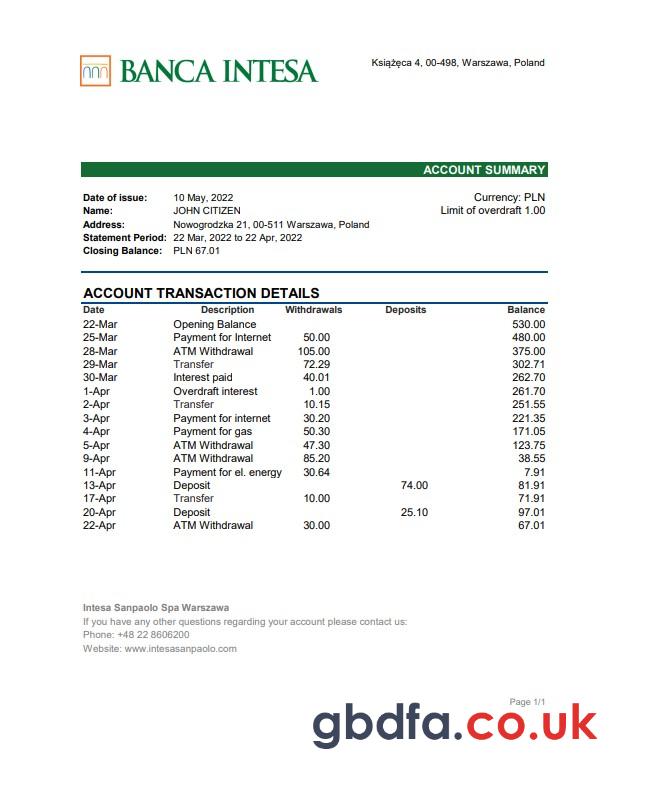 BANCA INTESA
Książęca 4, 00-498, Warszawa, Poland
ACCOUNT SUMMARY
Date of issue: 10 May, 2022 Currency: PLN
Name: JOHN CITIZEN Limit of overdraft 1.00
Address: Nowogrodzka 21, 00-511 Warszawa, Poland
Statement Period: 22 Mar, 2022 to 22 Apr, 2022
Closing Balance: PLN 67.01
ACCOUNT TRANSACTION DETAILS
Date Description Withdrawals Deposits Balance
22-Mar Opening Balance 530.00
25-Mar Payment for Internet 50.00 480.00
28-Mar ATM Withdrawal 105.00 375.00
29-Mar Transfer 72.29 302.71
30-Mar Interest paid 40.01 262.70
1-Apr Overdraft interest 1.00 261.70
2-Apr Transfer 10.15 251.55
3-Apr Payment for internet 30.20 221.35
4-Apr Payment for gas 50.30 171.05
5-Apr ATM Withdrawal 47.30 123.75
9-Apr ATM Withdrawal 85.20 38.55
11-Apr Payment for el. energy 30.64 7.91
13-Apr Deposit 74.00 81.91
17-Apr Transfer 10.00 71.91
20-Apr Deposit 25.10 97.01
22-Apr ATM Withdrawal 30.00 67.01
Intesa Sanpaolo Spa Warszawa
If you have any other questions regarding your account please contact us:
Phone: +48 22 8606200
Website: www.intesasanpaolo.com
Page 1/1
gbdfa.co.uk